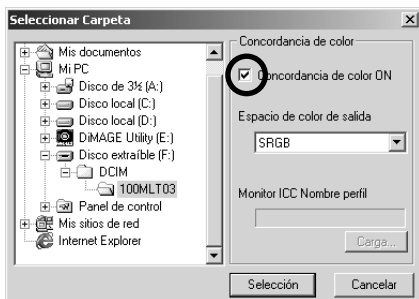 Seleccionar Carpeta
Mis documentos
Mi PC
Disco de 3½ (A:)
Disco local (C:)
Disco local (D:)
DiMAGE Utility (E:)
Disco extraíble (F:)
DCIM
100MLT03
Panel de control
Mis sitios de red
Internet Explorer
Concordancia de color
Concordancia de color ON
Espacio de color de salida
SRGB
Monitor ICC Nombre perfil
Carga...
Selección
Cancelar